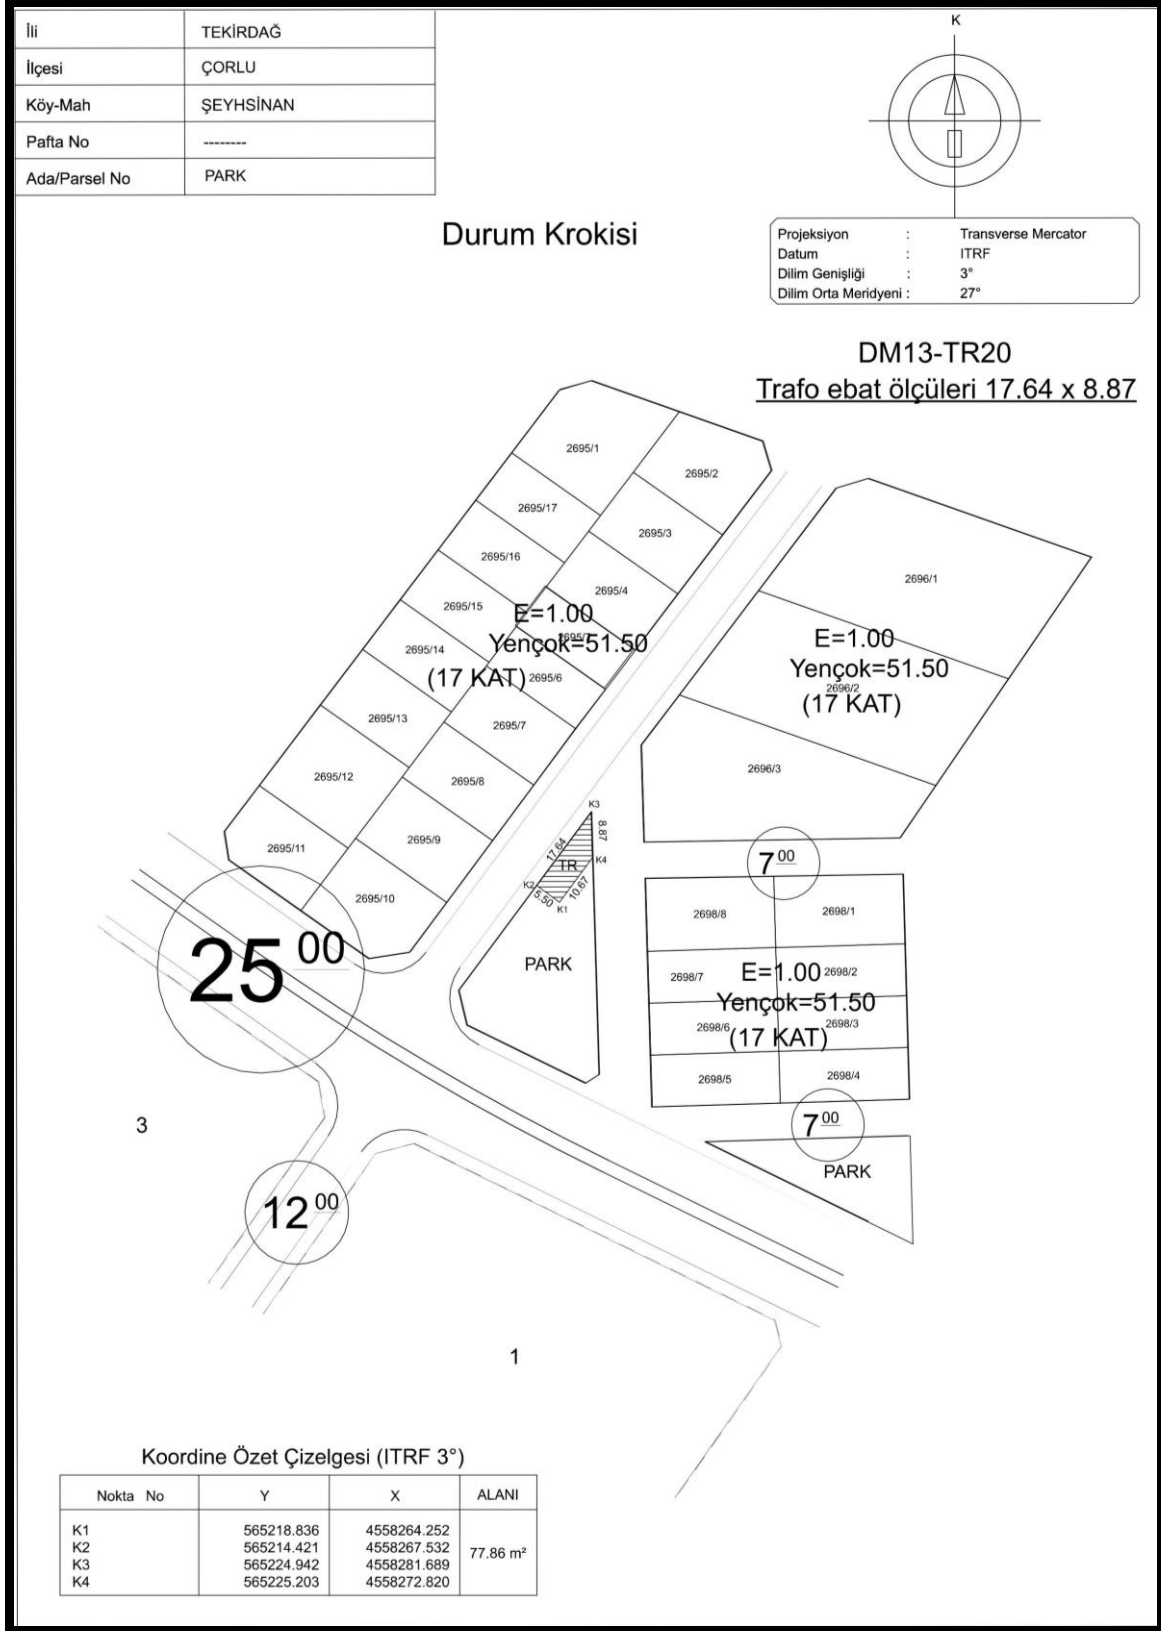 İli TEKİRDAĞ
İlçesi ÇORLU
Köy-Mah ŞEYHSİNAN
Pafta No --------
Ada/Parsel No PARK
K
Durum Krokisi
Projeksiyon : Transverse Mercator
Datum : ITRF
Dilim Genişliği : 3°
Dilim Orta Meridyeni : 27°
DM13-TR20
Trafo ebat ölçüleri 17.64 x 8.87
2695/1
2695/2
2695/17
2695/3
2695/16
2695/4
2695/15
E=1.00
Yençok=51.50
(17 KAT)
2695/14
2695/6
2695/13
2695/7
2695/12
2695/8
2695/11
2695/9
2695/10
2696/1
E=1.00
Yençok=51.50
2696/2
(17 KAT)
2696/3
K3
8.87
17.64
TR
K4
K2
5.50
10.67
K1
PARK
7 00
2698/8
2698/1
2698/7
E=1.00
2698/2
Yençok=51.50
2698/6
(17 KAT)
2698/3
2698/5
2698/4
7 00
PARK
25 00
3
12 00
1
Koordine Özet Çizelgesi (ITRF 3°)
Nokta No Y X ALANI
K1 565218.836 4558264.252
K2 565214.421 4558267.532
77.86 m²
K3 565224.942 4558281.689
K4 565225.203 4558272.820